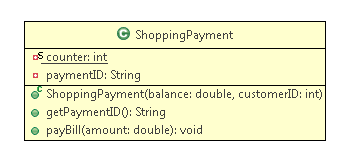 C ShoppingPayment
S counter: int
paymentID: String
C ShoppingPayment(balance: double, customerID: int)
getPaymentID(): String
payBill(amount: double): void